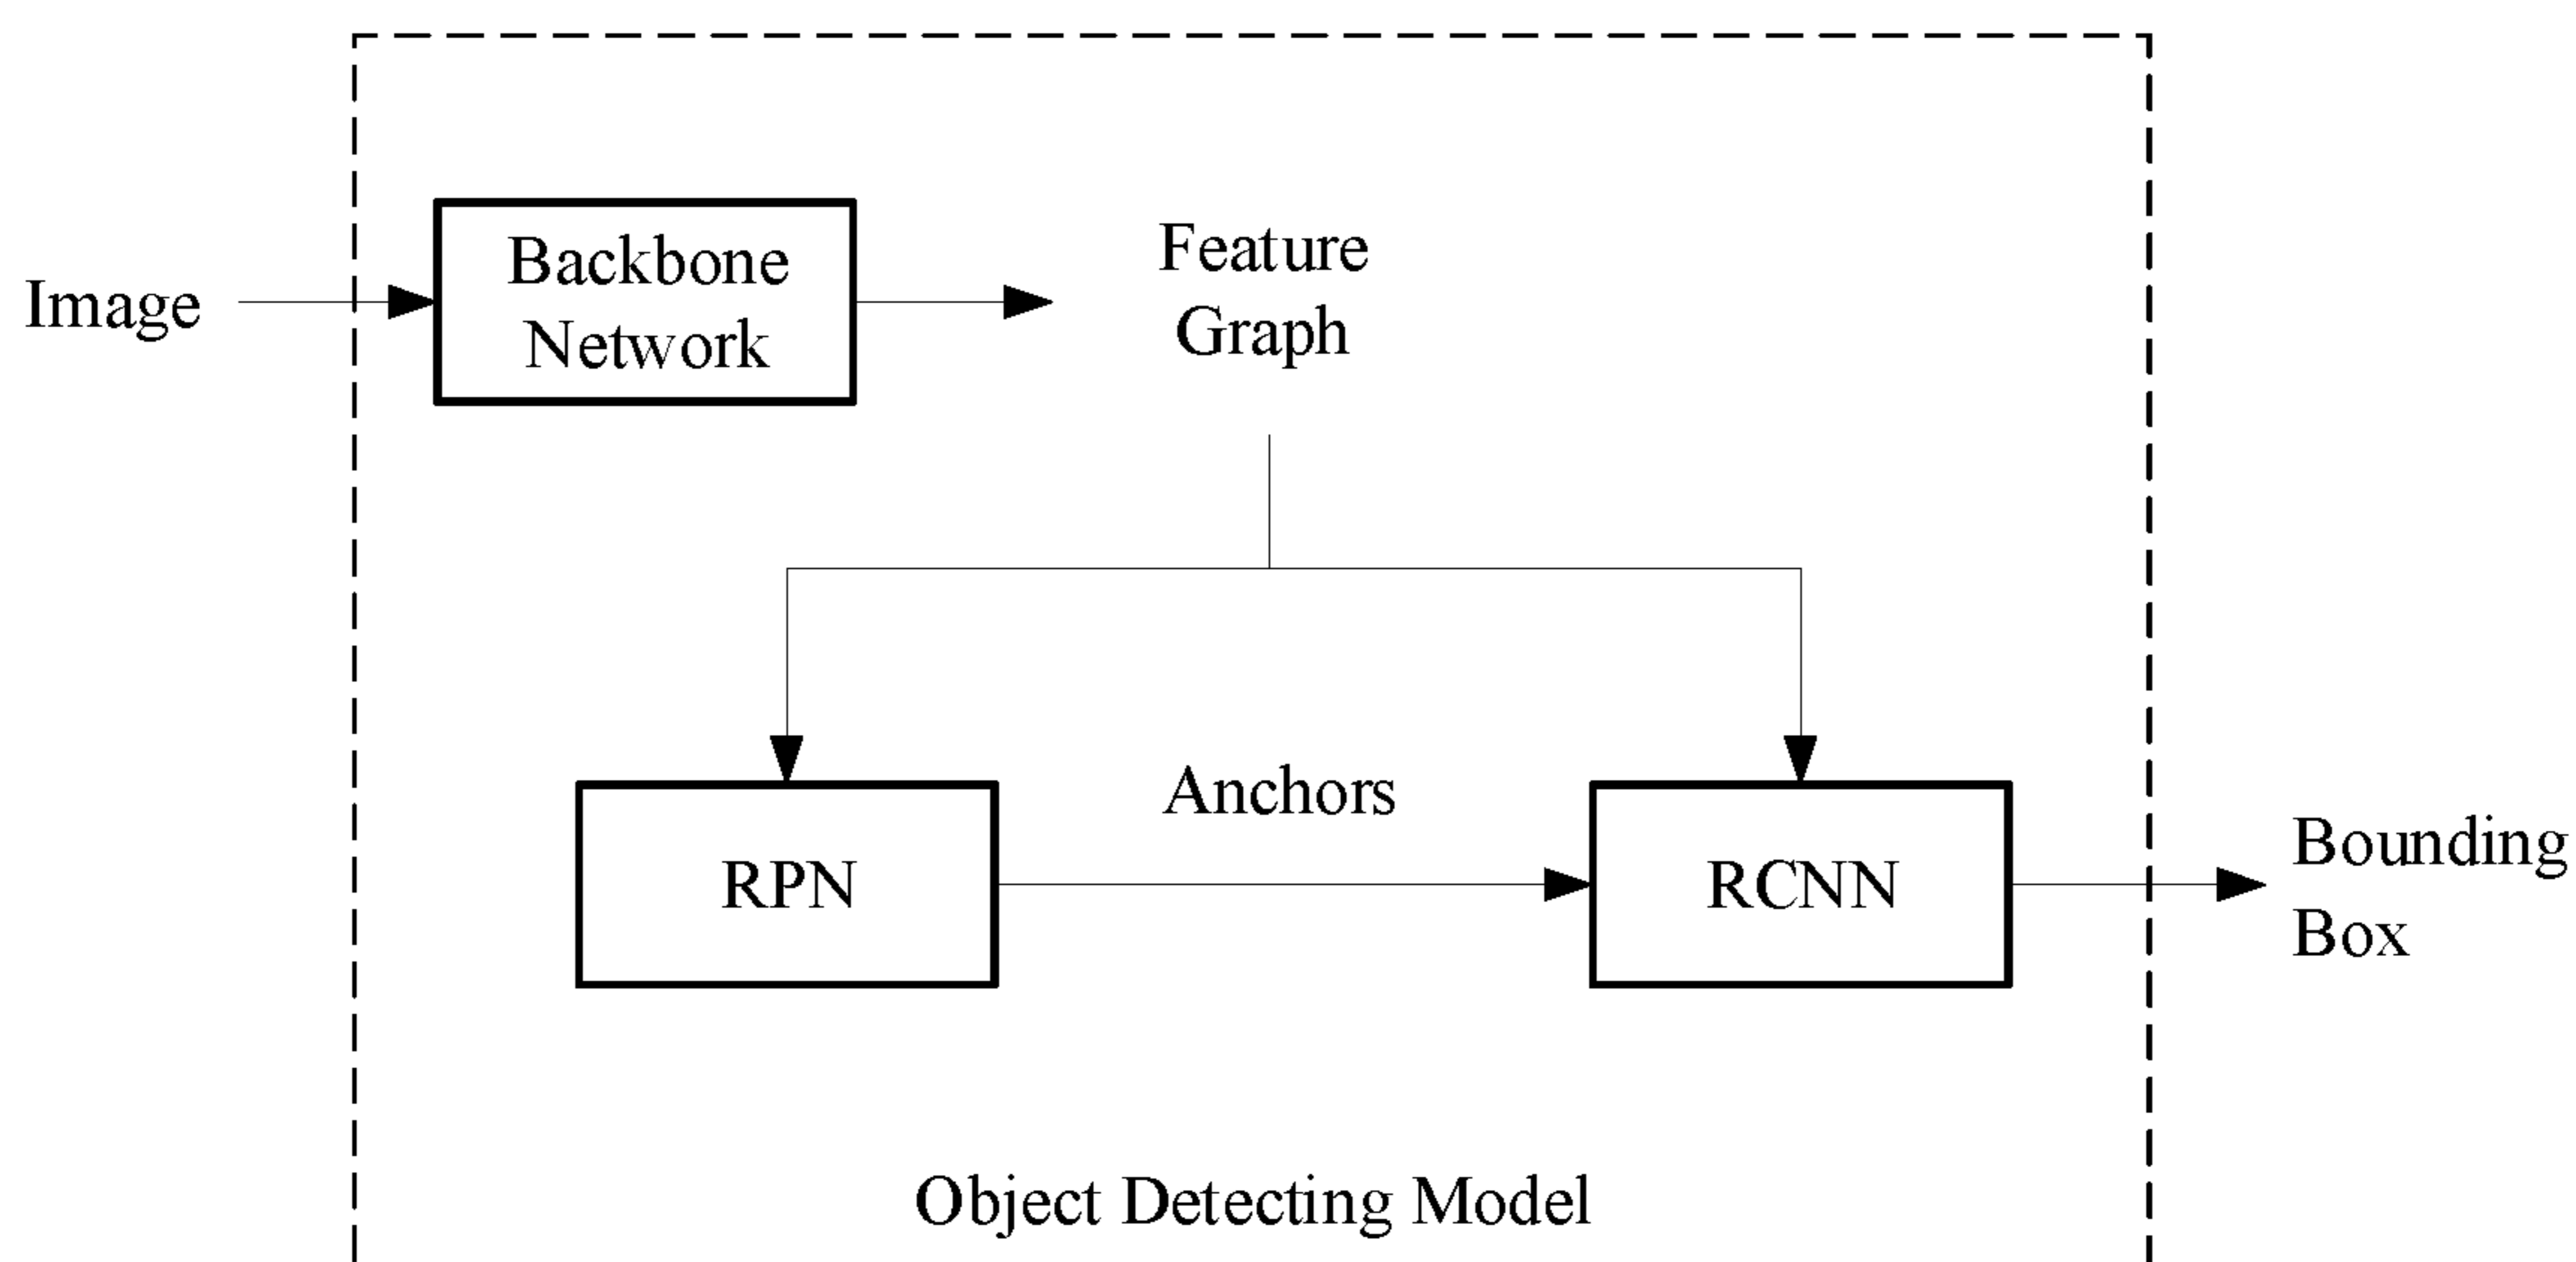 Image
Backbone
Network
Feature
Graph
Anchors
RPN
RCNN
Bounding
Box
Object Detecting Model